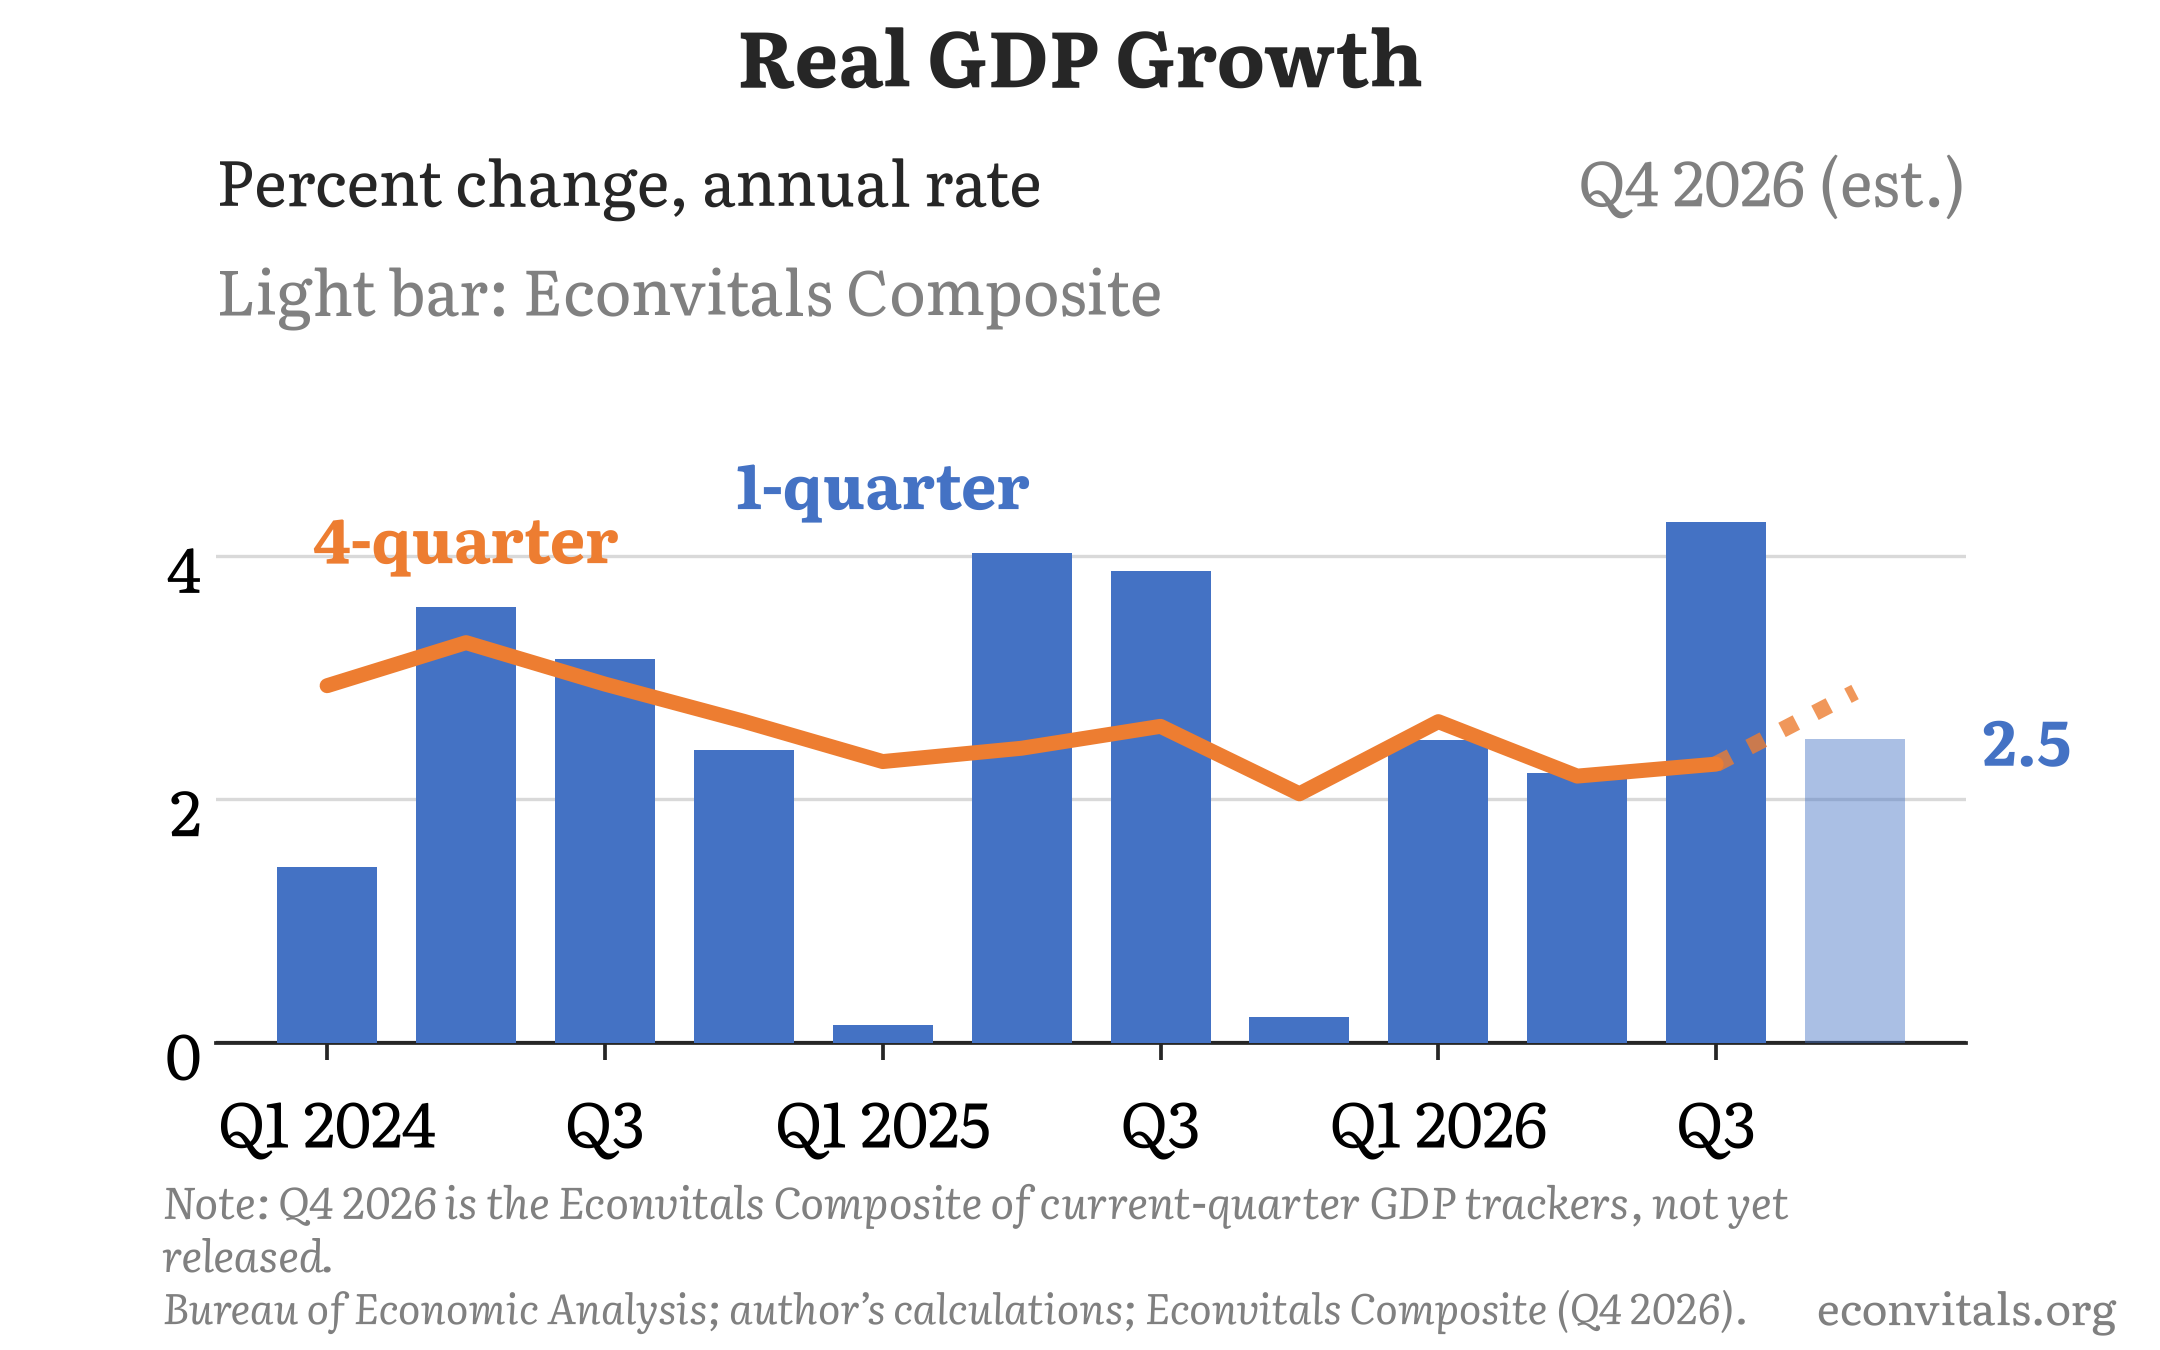 Real GDP Growth
Percent change, annual rate
Q4 2026 (est.)
Light bar: Econvitals Composite
1-quarter
4-quarter
4
2
2.5
0
Q1 2024 Q3 Q1 2025 Q3 Q1 2026 Q3
Note: Q4 2026 is the Econvitals Composite of current-quarter GDP trackers, not yet
released.
Bureau of Economic Analysis; author’s calculations; Econvitals Composite (Q4 2026).
econvitals.org